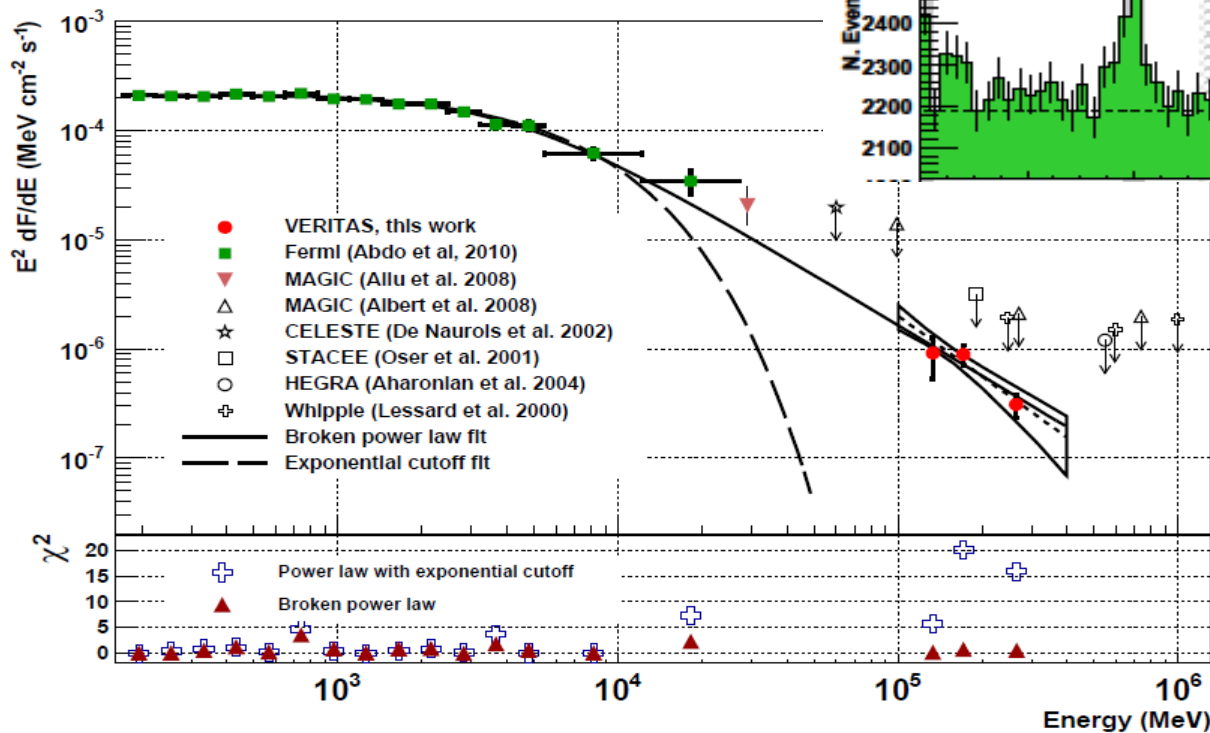 10⁻³
10⁻⁴
10⁻⁵
10⁻⁶
10⁻⁷
E² dF/dE (MeV cm⁻² s⁻¹)
2400
2300
2200
2100
VERITAS, this work
FermI (Abdo et al, 2010)
MAGIC (Allu et al. 2008)
MAGIC (Albert et al. 2008)
CELESTE (De Naurols et al. 2002)
STACEE (Oser et al. 2001)
HEGRA (Aharonlan et al. 2004)
WhIpple (Lessard et al. 2000)
Broken power law flt
Exponential cutoff flt
χ²
20
15
10
5
0
Power law with exponential cutoff
Broken power law
10³
10⁴
10⁵
10⁶
Energy (MeV)